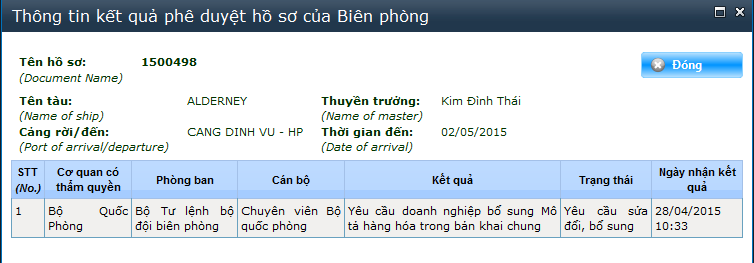 Thông tin kết quả phê duyệt hồ sơ của Biên phòng
Tên hồ sơ: 1500498
(Document Name)
Đóng
Tên tàu: ALDERNEY Thuyền trưởng: Kim Đình Thái
(Name of ship) (Name of master)
Cảng rời/đến: CANG DINH VU - HP Thời gian đến: 02/05/2015
(Port of arrival/departure) (Date of arrival)
STT Cơ quan có Phòng ban Cán bộ Kết quả Trạng thái Ngày nhận kết
(No.) thẩm quyền quả
1 Bộ Quốc Bộ Tư lệnh bộ Chuyên viên Bộ Yêu cầu doanh nghiệp bổ sung Mô Yêu cầu sửa 28/04/2015
Phòng đội biên phòng quốc phòng tả hàng hóa trong bản khai chung đổi, bổ sung 10:33